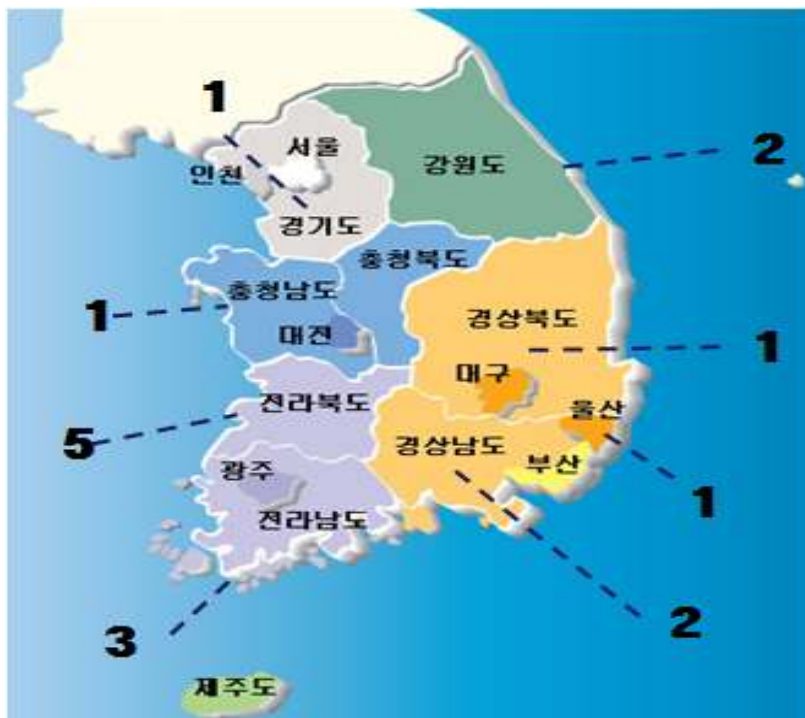 1
서울
인천
강원도
2
경기도
충청북도
충청남도
1
대전
경상북도
1
대구
전라북도
5
울산
경상남도
광주
부산
1
전라남도
3
2
제주도